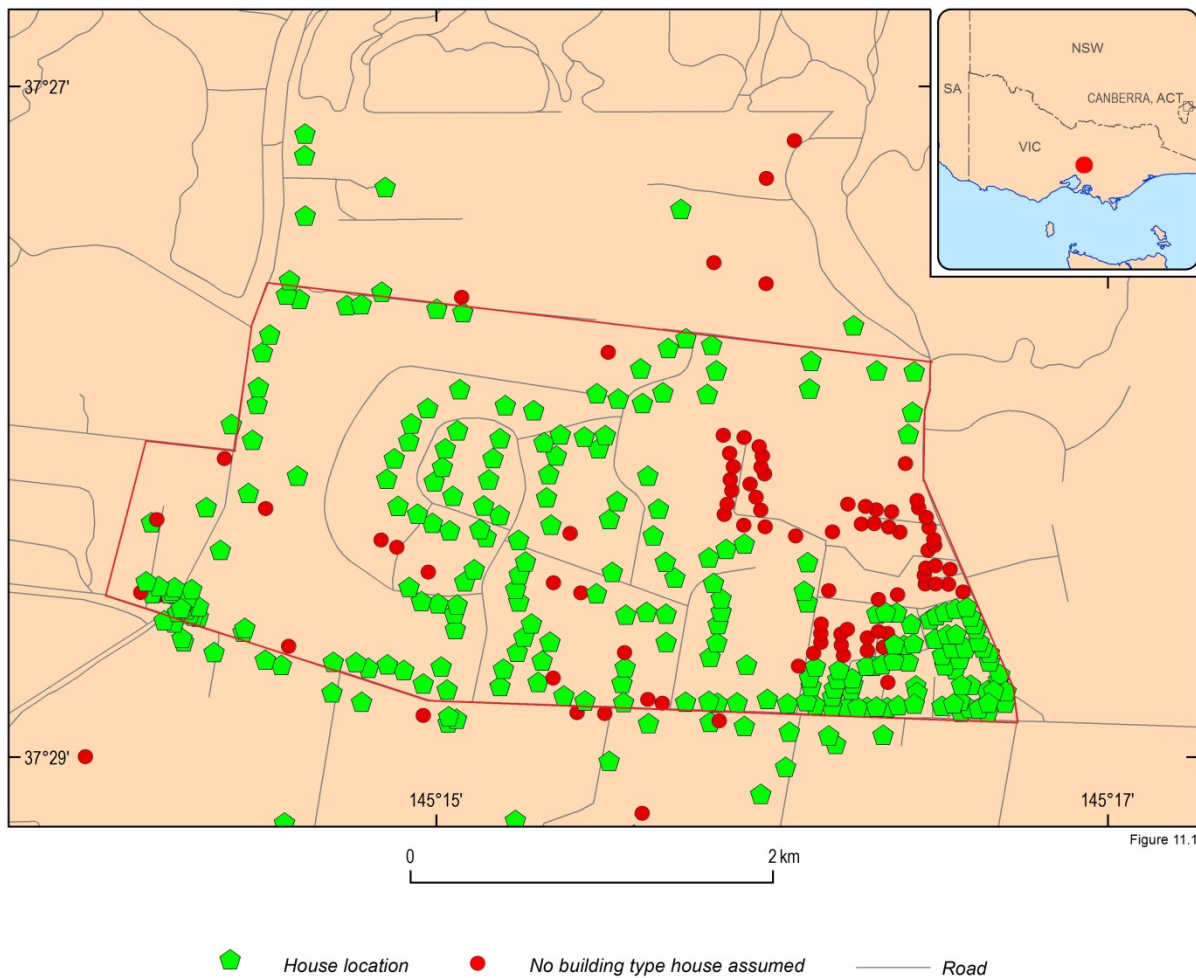 37°27'
NSW
SA
CANBERRA, ACT
VIC
37°29'
145°15'
145°17'
Figure 11.1
0
2 km
House location
No building type house assumed
Road